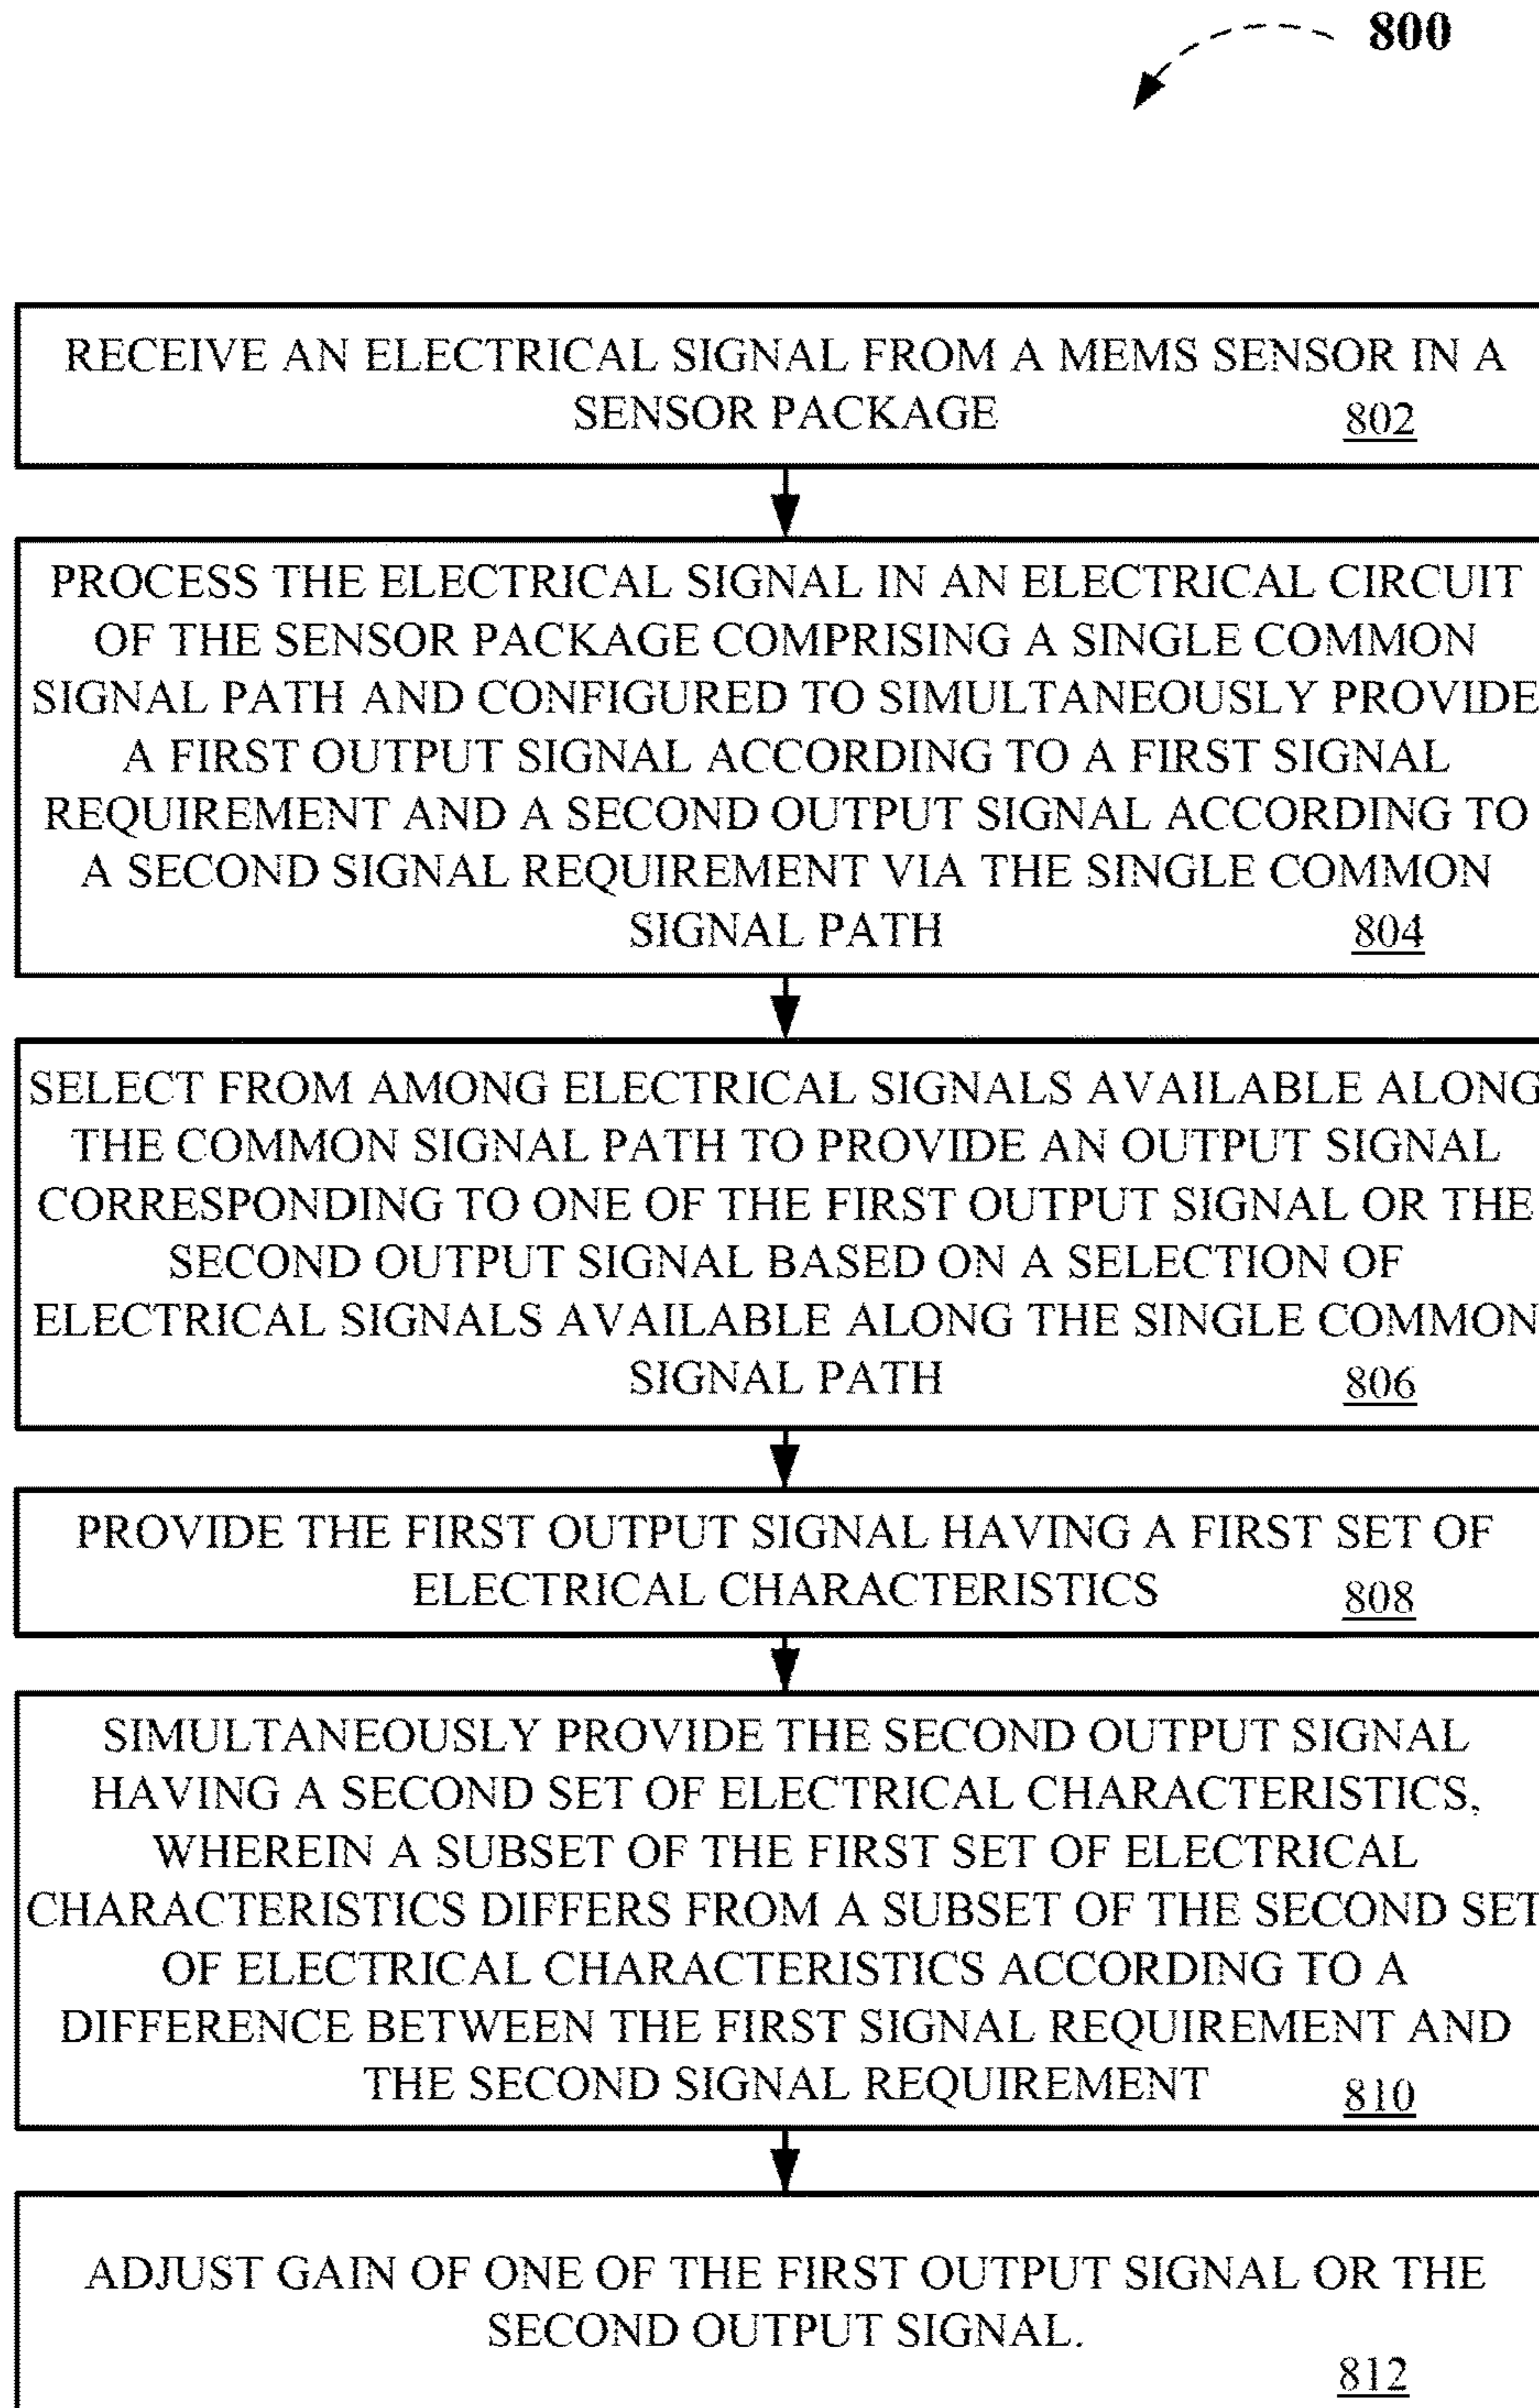 800
RECEIVE AN ELECTRICAL SIGNAL FROM A MEMS SENSOR IN A
SENSOR PACKAGE 802
PROCESS THE ELECTRICAL SIGNAL IN AN ELECTRICAL CIRCUIT
OF THE SENSOR PACKAGE COMPRISING A SINGLE COMMON
SIGNAL PATH AND CONFIGURED TO SIMULTANEOUSLY PROVIDE
A FIRST OUTPUT SIGNAL ACCORDING TO A FIRST SIGNAL
REQUIREMENT AND A SECOND OUTPUT SIGNAL ACCORDING TO
A SECOND SIGNAL REQUIREMENT VIA THE SINGLE COMMON
SIGNAL PATH 804
SELECT FROM AMONG ELECTRICAL SIGNALS AVAILABLE ALONG
THE COMMON SIGNAL PATH TO PROVIDE AN OUTPUT SIGNAL
CORRESPONDING TO ONE OF THE FIRST OUTPUT SIGNAL OR THE
SECOND OUTPUT SIGNAL BASED ON A SELECTION OF
ELECTRICAL SIGNALS AVAILABLE ALONG THE SINGLE COMMON
SIGNAL PATH 806
PROVIDE THE FIRST OUTPUT SIGNAL HAVING A FIRST SET OF
ELECTRICAL CHARACTERISTICS 808
SIMULTANEOUSLY PROVIDE THE SECOND OUTPUT SIGNAL
HAVING A SECOND SET OF ELECTRICAL CHARACTERISTICS,
WHEREIN A SUBSET OF THE FIRST SET OF ELECTRICAL
CHARACTERISTICS DIFFERS FROM A SUBSET OF THE SECOND SET
OF ELECTRICAL CHARACTERISTICS ACCORDING TO A
DIFFERENCE BETWEEN THE FIRST SIGNAL REQUIREMENT AND
THE SECOND SIGNAL REQUIREMENT 810
ADJUST GAIN OF ONE OF THE FIRST OUTPUT SIGNAL OR THE
SECOND OUTPUT SIGNAL.
812